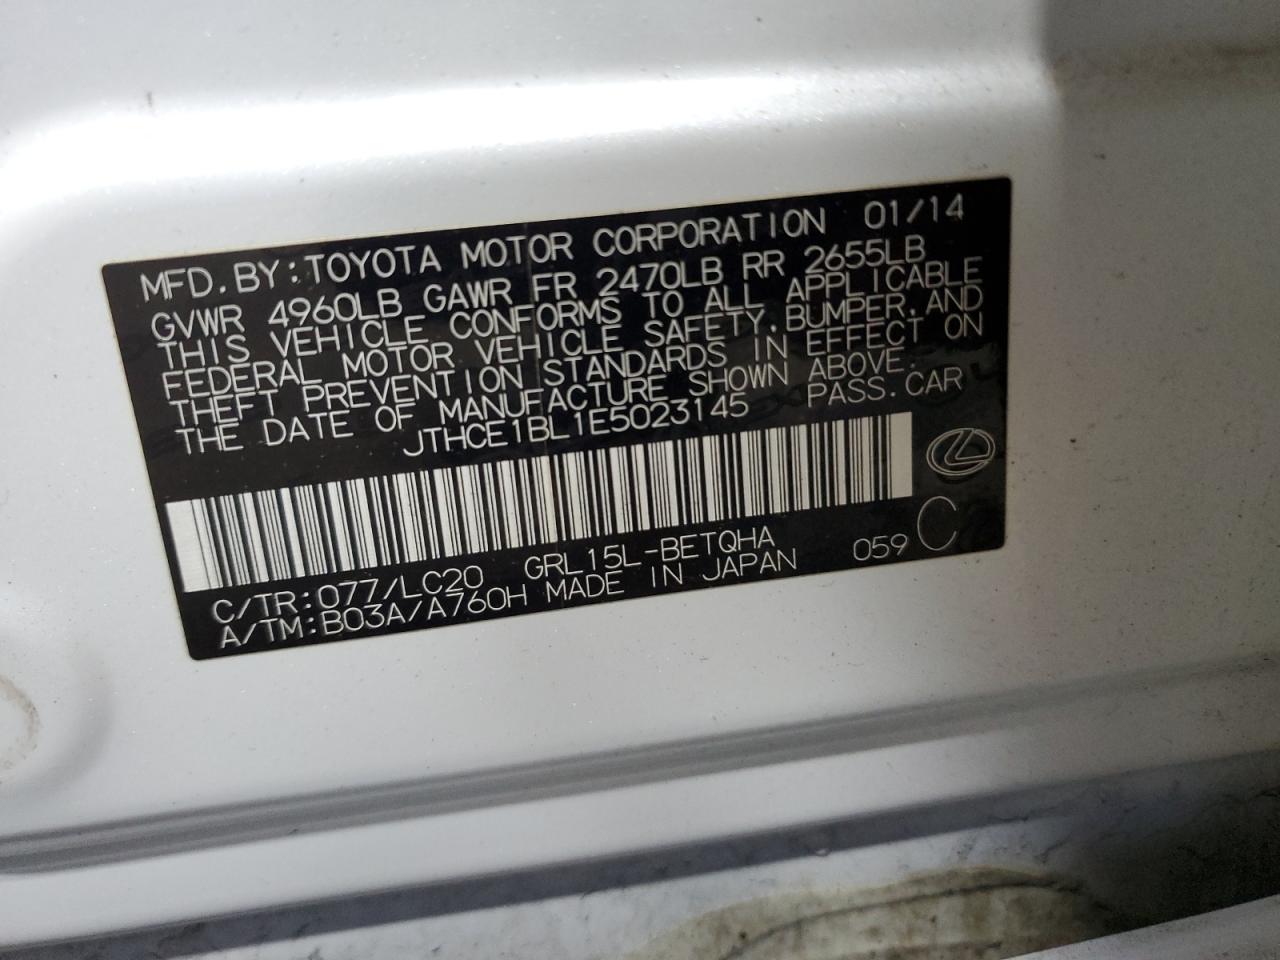 MFD. BY: TOYOTA MOTOR CORPORATION 01/14
GVWR 4960LB GAWR FR 2470LB RR 2655LB
THIS VEHICLE CONFORMS TO ALL APPLICABLE
FEDERAL MOTOR VEHICLE SAFETY, BUMPER, AND
THEFT PREVENTION STANDARDS IN EFFECT ON
THE DATE OF MANUFACTURE SHOWN ABOVE.
JTHCE1BL1E5023145 PASS. CAR
C/TR: 077/LC20 GRL15L-BETQHA 059 C
A/TM: B03A/A760H MADE IN JAPAN